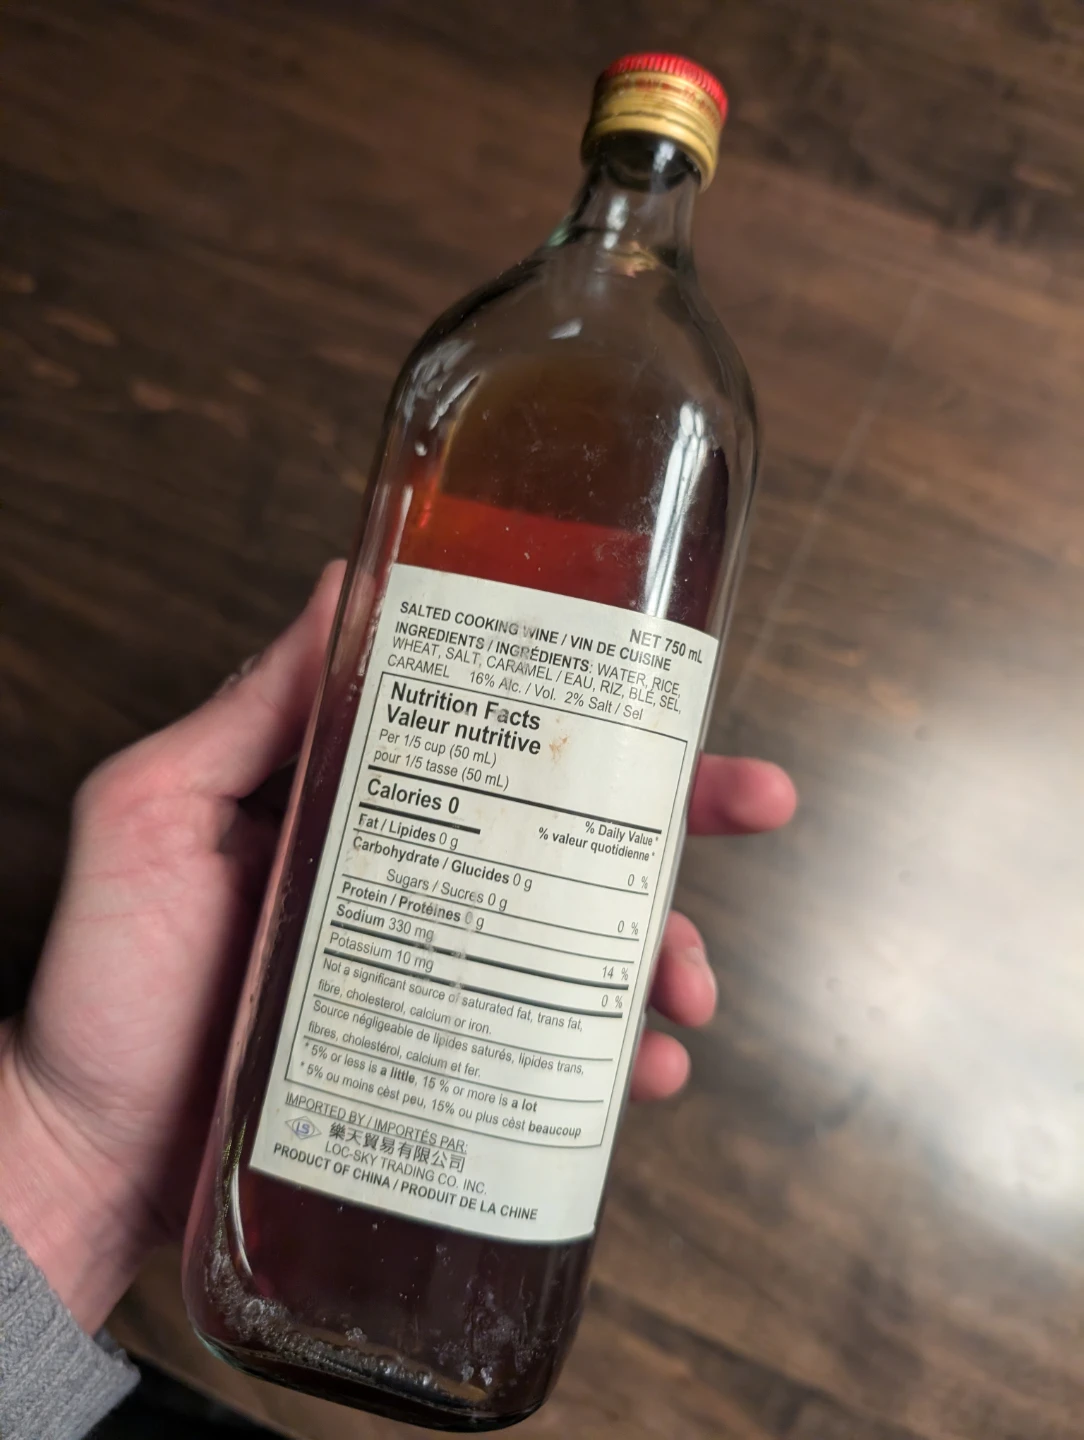 NET 750 mL
SALTED COOKING WINE / VIN DE CUISINE
INGREDIENTS / INGRÉDIENTS: WATER, RICE,
WHEAT, SALT, CARAMEL / EAU, RIZ, BLÉ, SEL,
CARAMEL 16% Alc. / Vol. 2% Salt / Sel
Nutrition Facts
Valeur nutritive
Per 1/5 cup (50 mL)
pour 1/5 tasse (50 mL)
Calories 0
% Daily Value*
% valeur quotidienne*
Fat / Lipides 0 g 0 %
Carbohydrate / Glucides 0 g
Sugars / Sucres 0 g 0 %
Protein / Protéines 0 g
Sodium 330 mg 14 %
Potassium 10 mg 0 %
Not a significant source of saturated fat, trans fat,
fibre, cholesterol, calcium or iron.
Source négligeable de lipides saturés, lipides trans,
fibres, cholestérol, calcium et fer.
* 5% or less is a little, 15 % or more is a lot
* 5% ou moins cèst peu, 15% ou plus cèst beaucoup
IMPORTED BY / IMPORTÉS PAR:
LS 樂天貿易有限公司
LOC-SKY TRADING CO. INC.
PRODUCT OF CHINA / PRODUIT DE LA CHINE